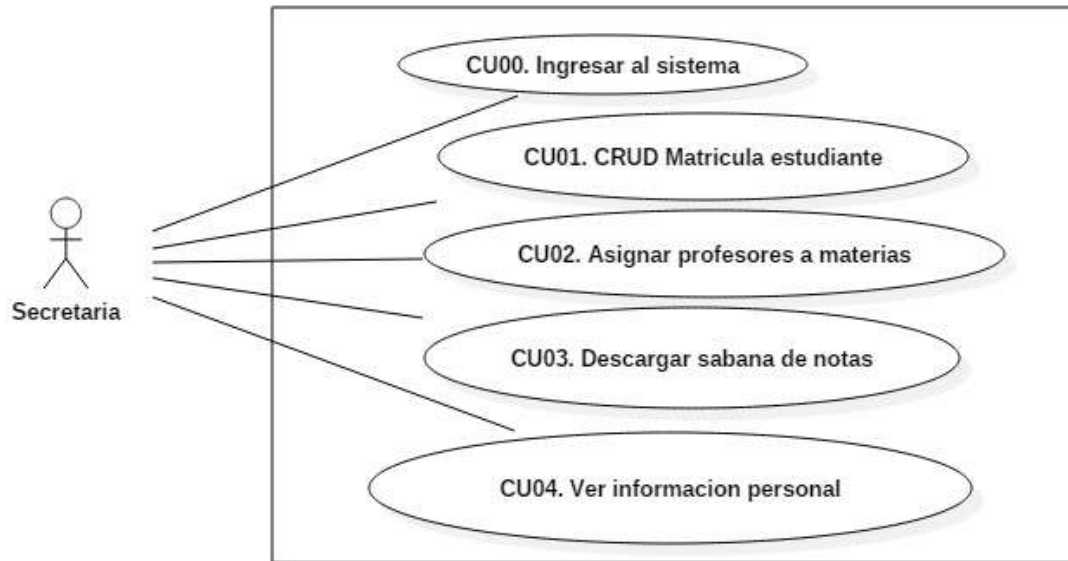 CU00. Ingresar al sistema
CU01. CRUD Matricula estudiante
CU02. Asignar profesores a materias
Secretaria
CU03. Descargar sabana de notas
CU04. Ver informacion personal